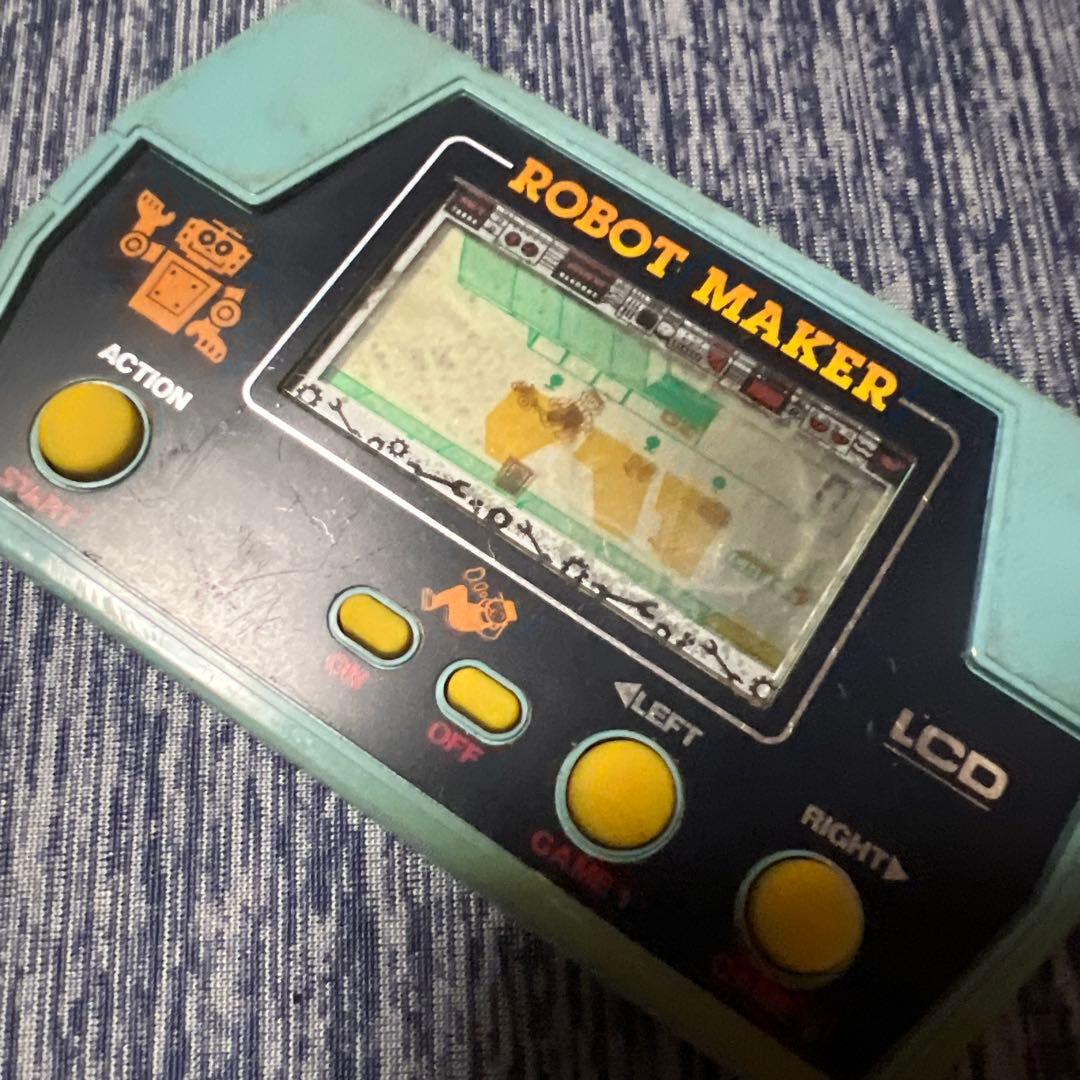 ROBOT MAKER
ACTION
START
ON
OFF
◀LEFT
GAME 1
RIGHT▶
LCD